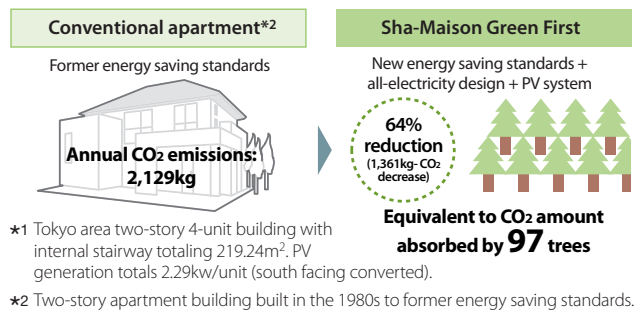 Conventional apartment*2
Former energy saving standards
Annual CO2 emissions:
2,129kg
Sha-Maison Green First
New energy saving standards +
all-electricity design + PV system
64%
reduction
(1,361kg- CO2
decrease)
Equivalent to CO2 amount
absorbed by 97 trees
*1 Tokyo area two-story 4-unit building with
internal stairway totaling 219.24m2. PV
generation totals 2.29kw/unit (south facing converted).
*2 Two-story apartment building built in the 1980s to former energy saving standards.